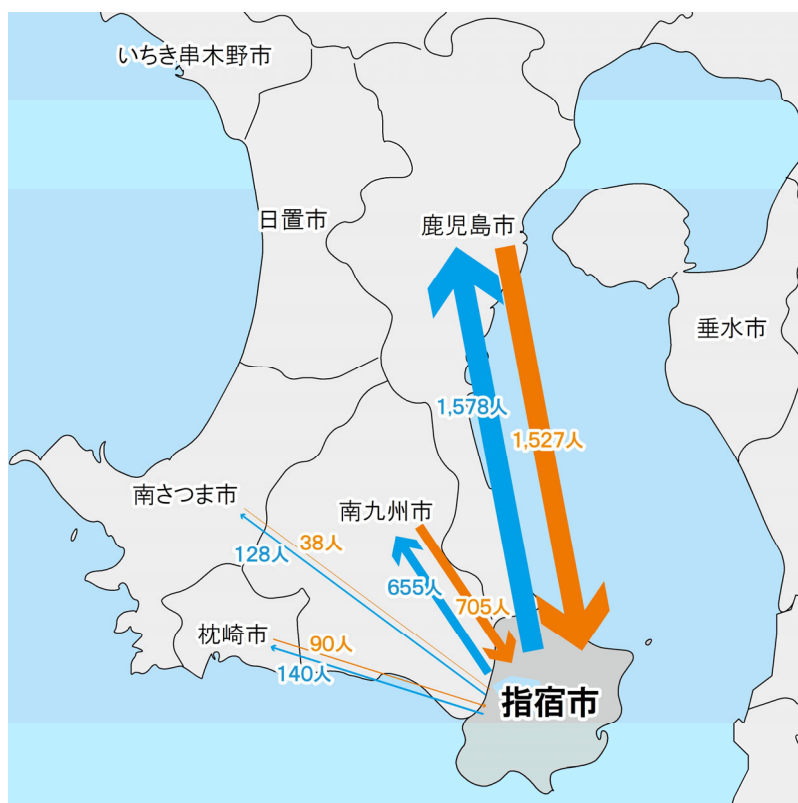 いちき串木野市
日置市
鹿児島市
垂水市
1,578人
1,527人
南さつま市
南九州市
38人
128人
655人
705人
枕崎市
90人
140人
指宿市